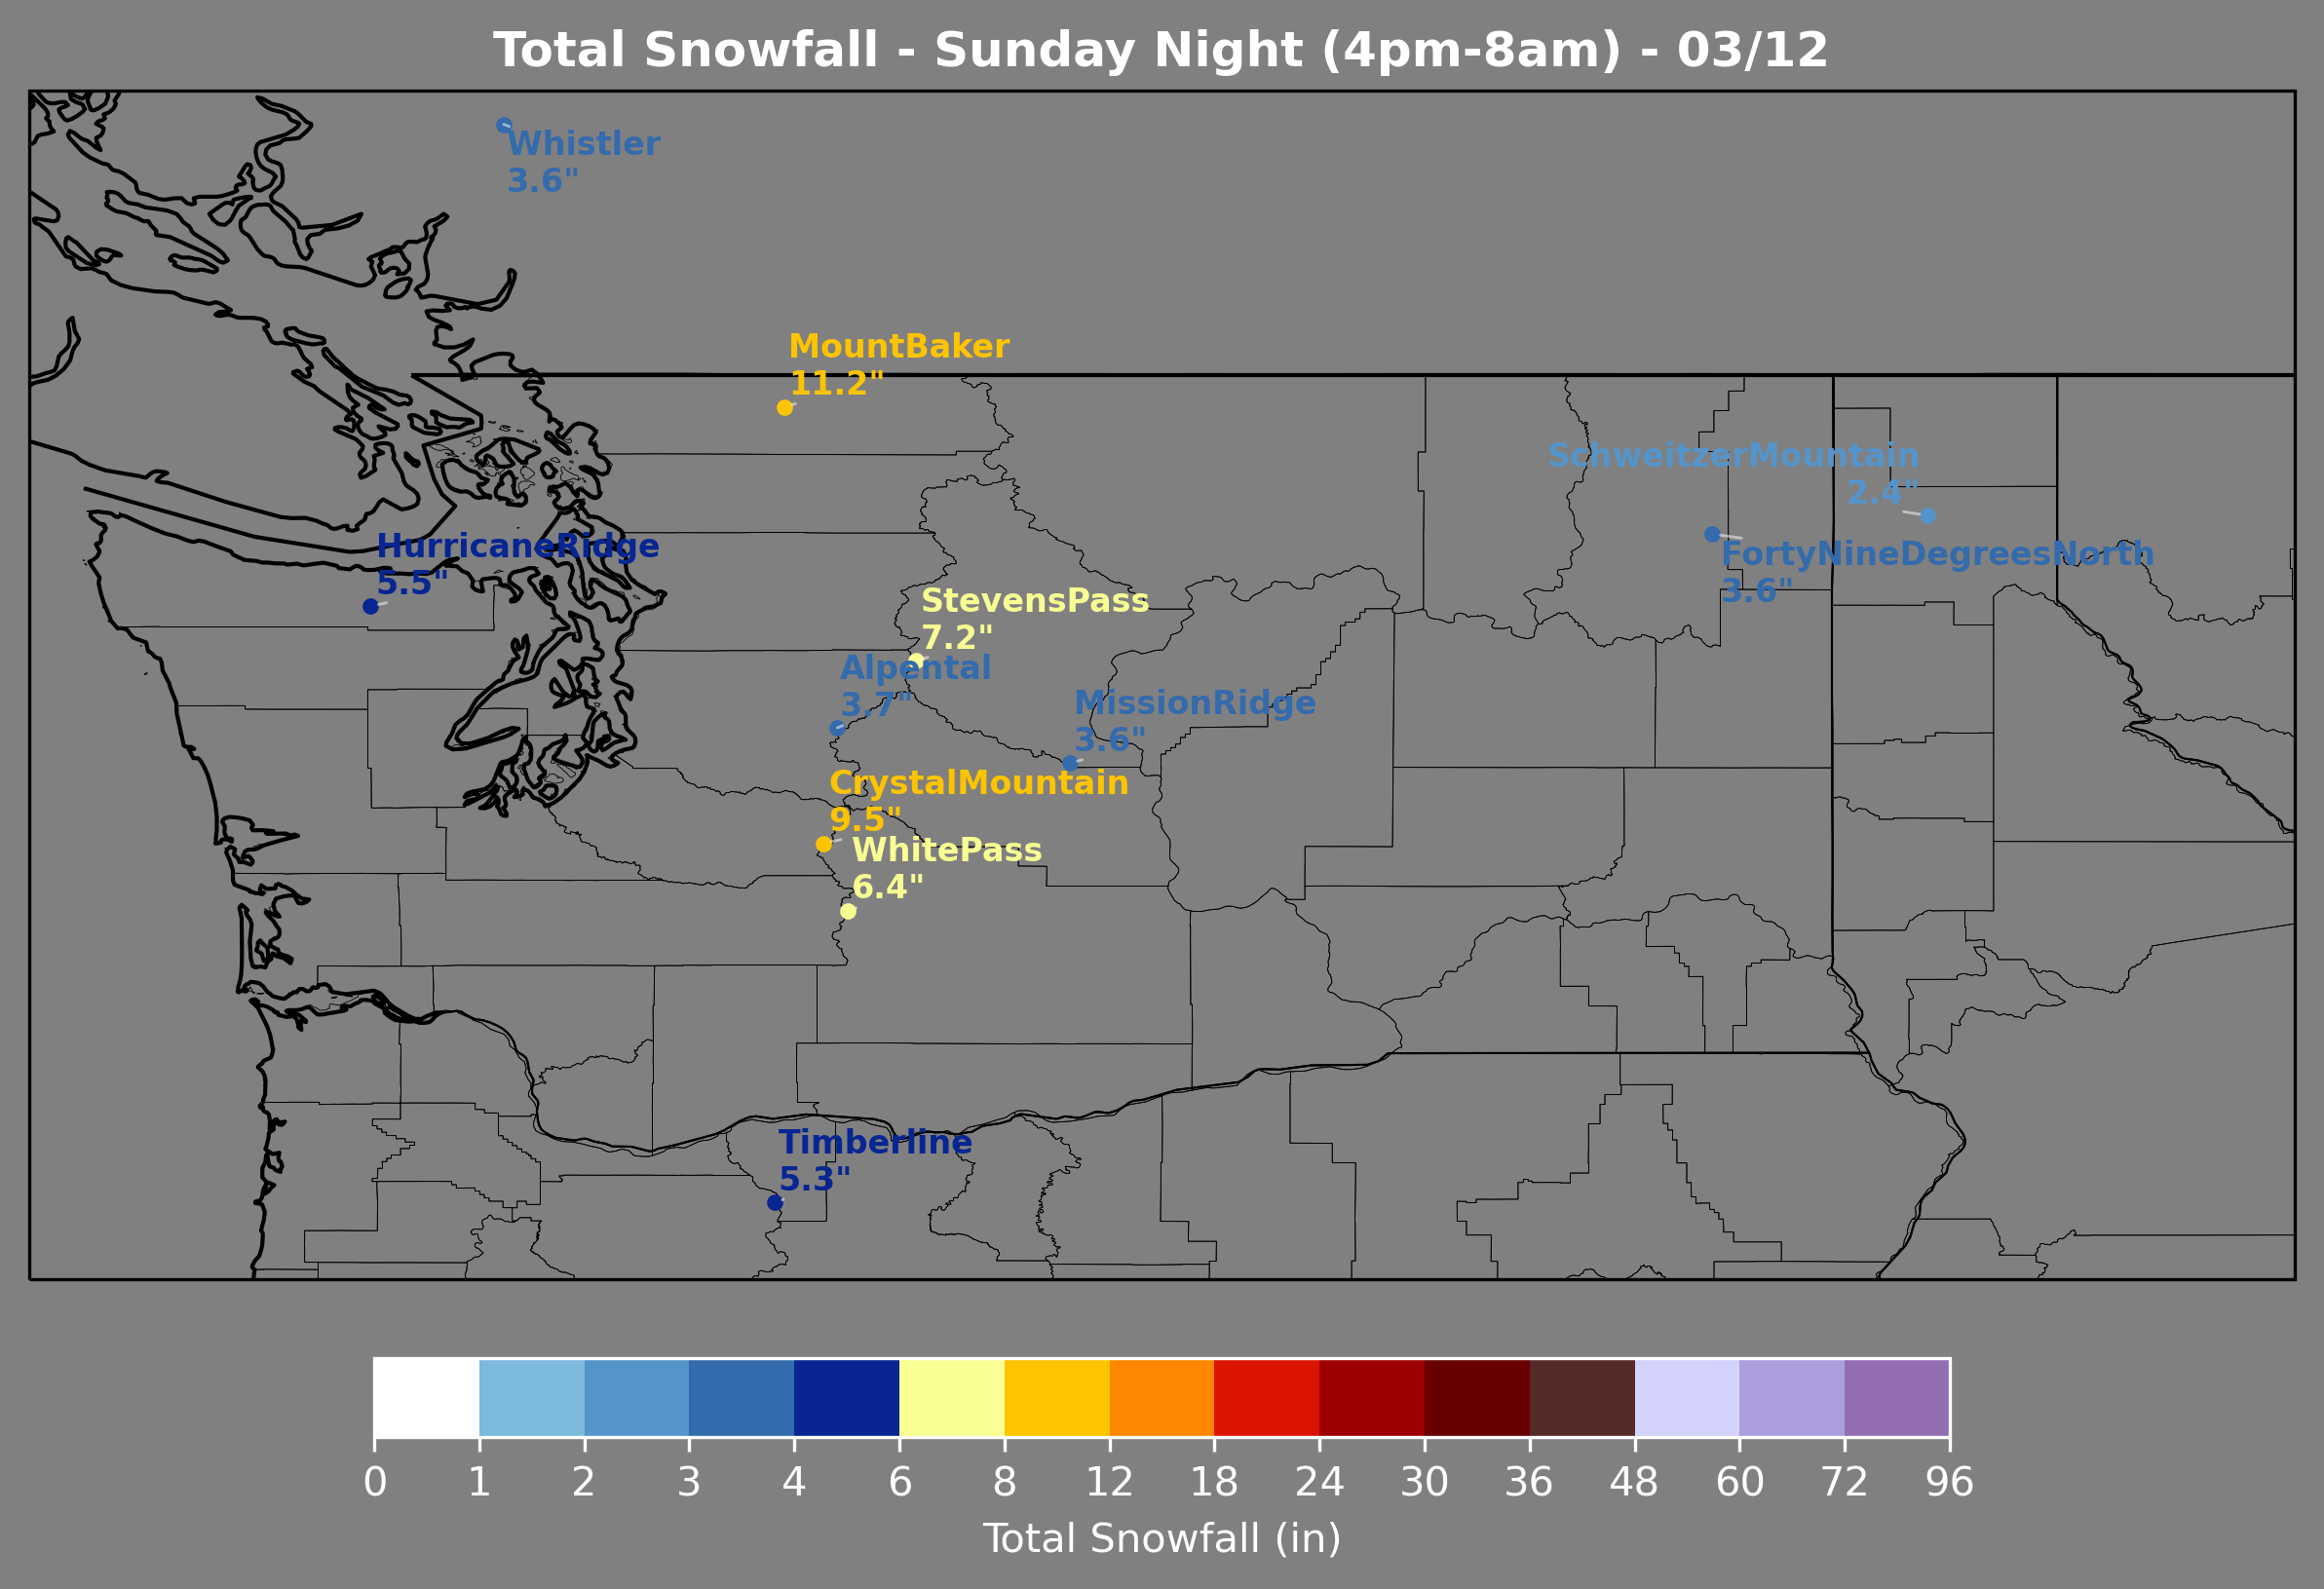 Total Snowfall - Sunday Night (4pm-8am) - 03/12
Whistler
3.6"
MountBaker
11.2"
SchweitzerMountain
2.4"
HurricaneRidge
5.5"
FortyNineDegreesNorth
3.6"
StevensPass
7.2"
Alpental
3.7"
MissionRidge
3.6"
CrystalMountain
9.5"
WhitePass
6.4"
Timberline
5.3"
0 1 2 3 4 6 8 12 18 24 30 36 48 60 72 96
Total Snowfall (in)